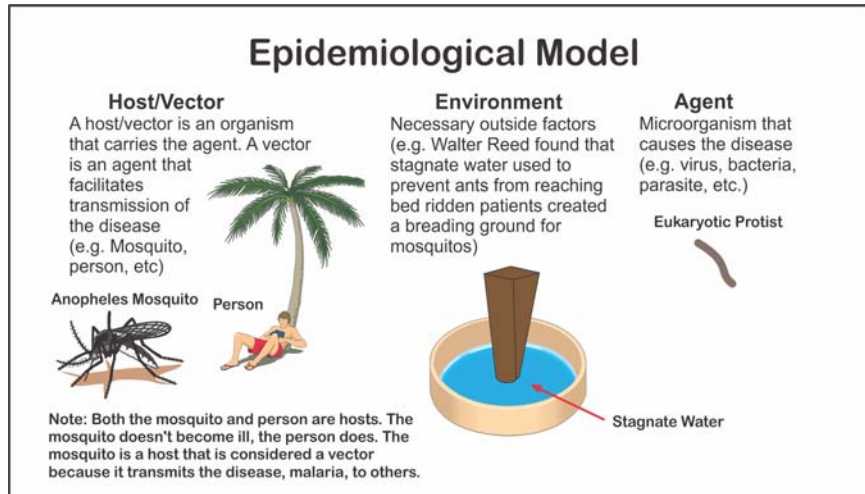 Epidemiological Model
Host/Vector
A host/vector is an organism
that carries the agent. A vector
is an agent that
facilitates
transmission of
the disease
(e.g. Mosquito,
person, etc)
Anopheles Mosquito
Person
Note: Both the mosquito and person are hosts. The
mosquito doesn't become ill, the person does. The
mosquito is a host that is considered a vector
because it transmits the disease, malaria, to others.
Environment
Necessary outside factors
(e.g. Walter Reed found that
stagnate water used to
prevent ants from reaching
bed ridden patients created
a breading ground for
mosquitos)
Stagnate Water
Agent
Microorganism that
causes the disease
(e.g. virus, bacteria,
parasite, etc.)
Eukaryotic Protist